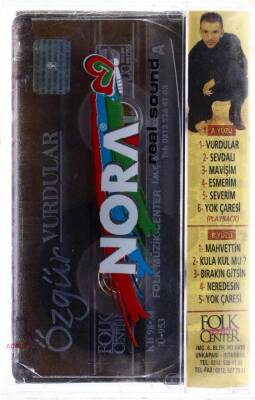 Özgür
VURDULAR
NORA
real sound
A
FOLK MÜZİK CENTER
FOLK
CENTER
A YÜZÜ
1- VURDULAR
2- SEVDALI
3- MAVİŞİM
4- ESMERİM
5- SEVERİM
6- YOK ÇARESİ
(PLAYBACK)
B YÜZÜ
1- MAHVETTİN
2- KULA KUL MU ?
3- BIRAKIN GİTSİN
4- NEREDESİN
5- YOK ÇARESİ
FOLK
CENTER
UNKAPANI - İSTANBUL